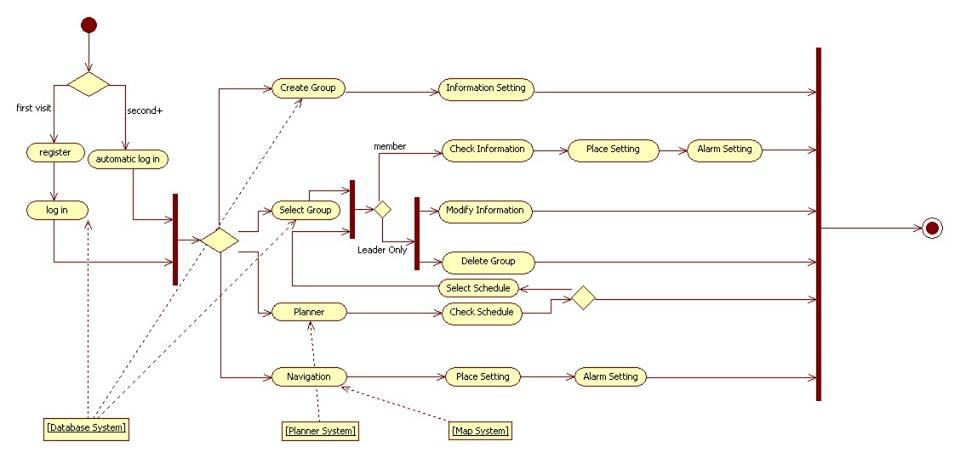 first visit
second+
register
automatic log in
log in
Create Group
Information Setting
member
Check Information
Place Setting
Alarm Setting
Select Group
Modify Information
Leader Only
Delete Group
Select Schedule
Planner
Check Schedule
Navigation
Place Setting
Alarm Setting
[Database System]
[Planner System]
[Map System]